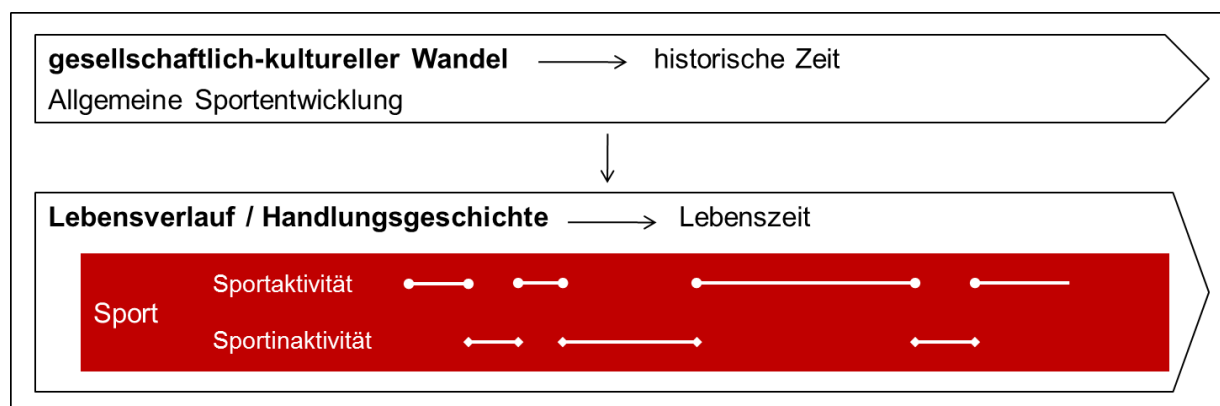 gesellschaftlich-kultureller Wandel historische Zeit
Allgemeine Sportentwicklung
Lebensverlauf / Handlungsgeschichte Lebenszeit
Sportaktivität
Sport
Sportinaktivität